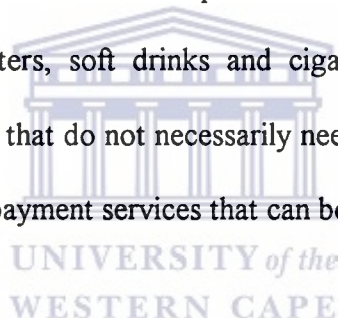 ters, soft drinks and ciga
that do not necessarily nee
payment services that can be
UNIVERSITY of the
WESTERN CAPE